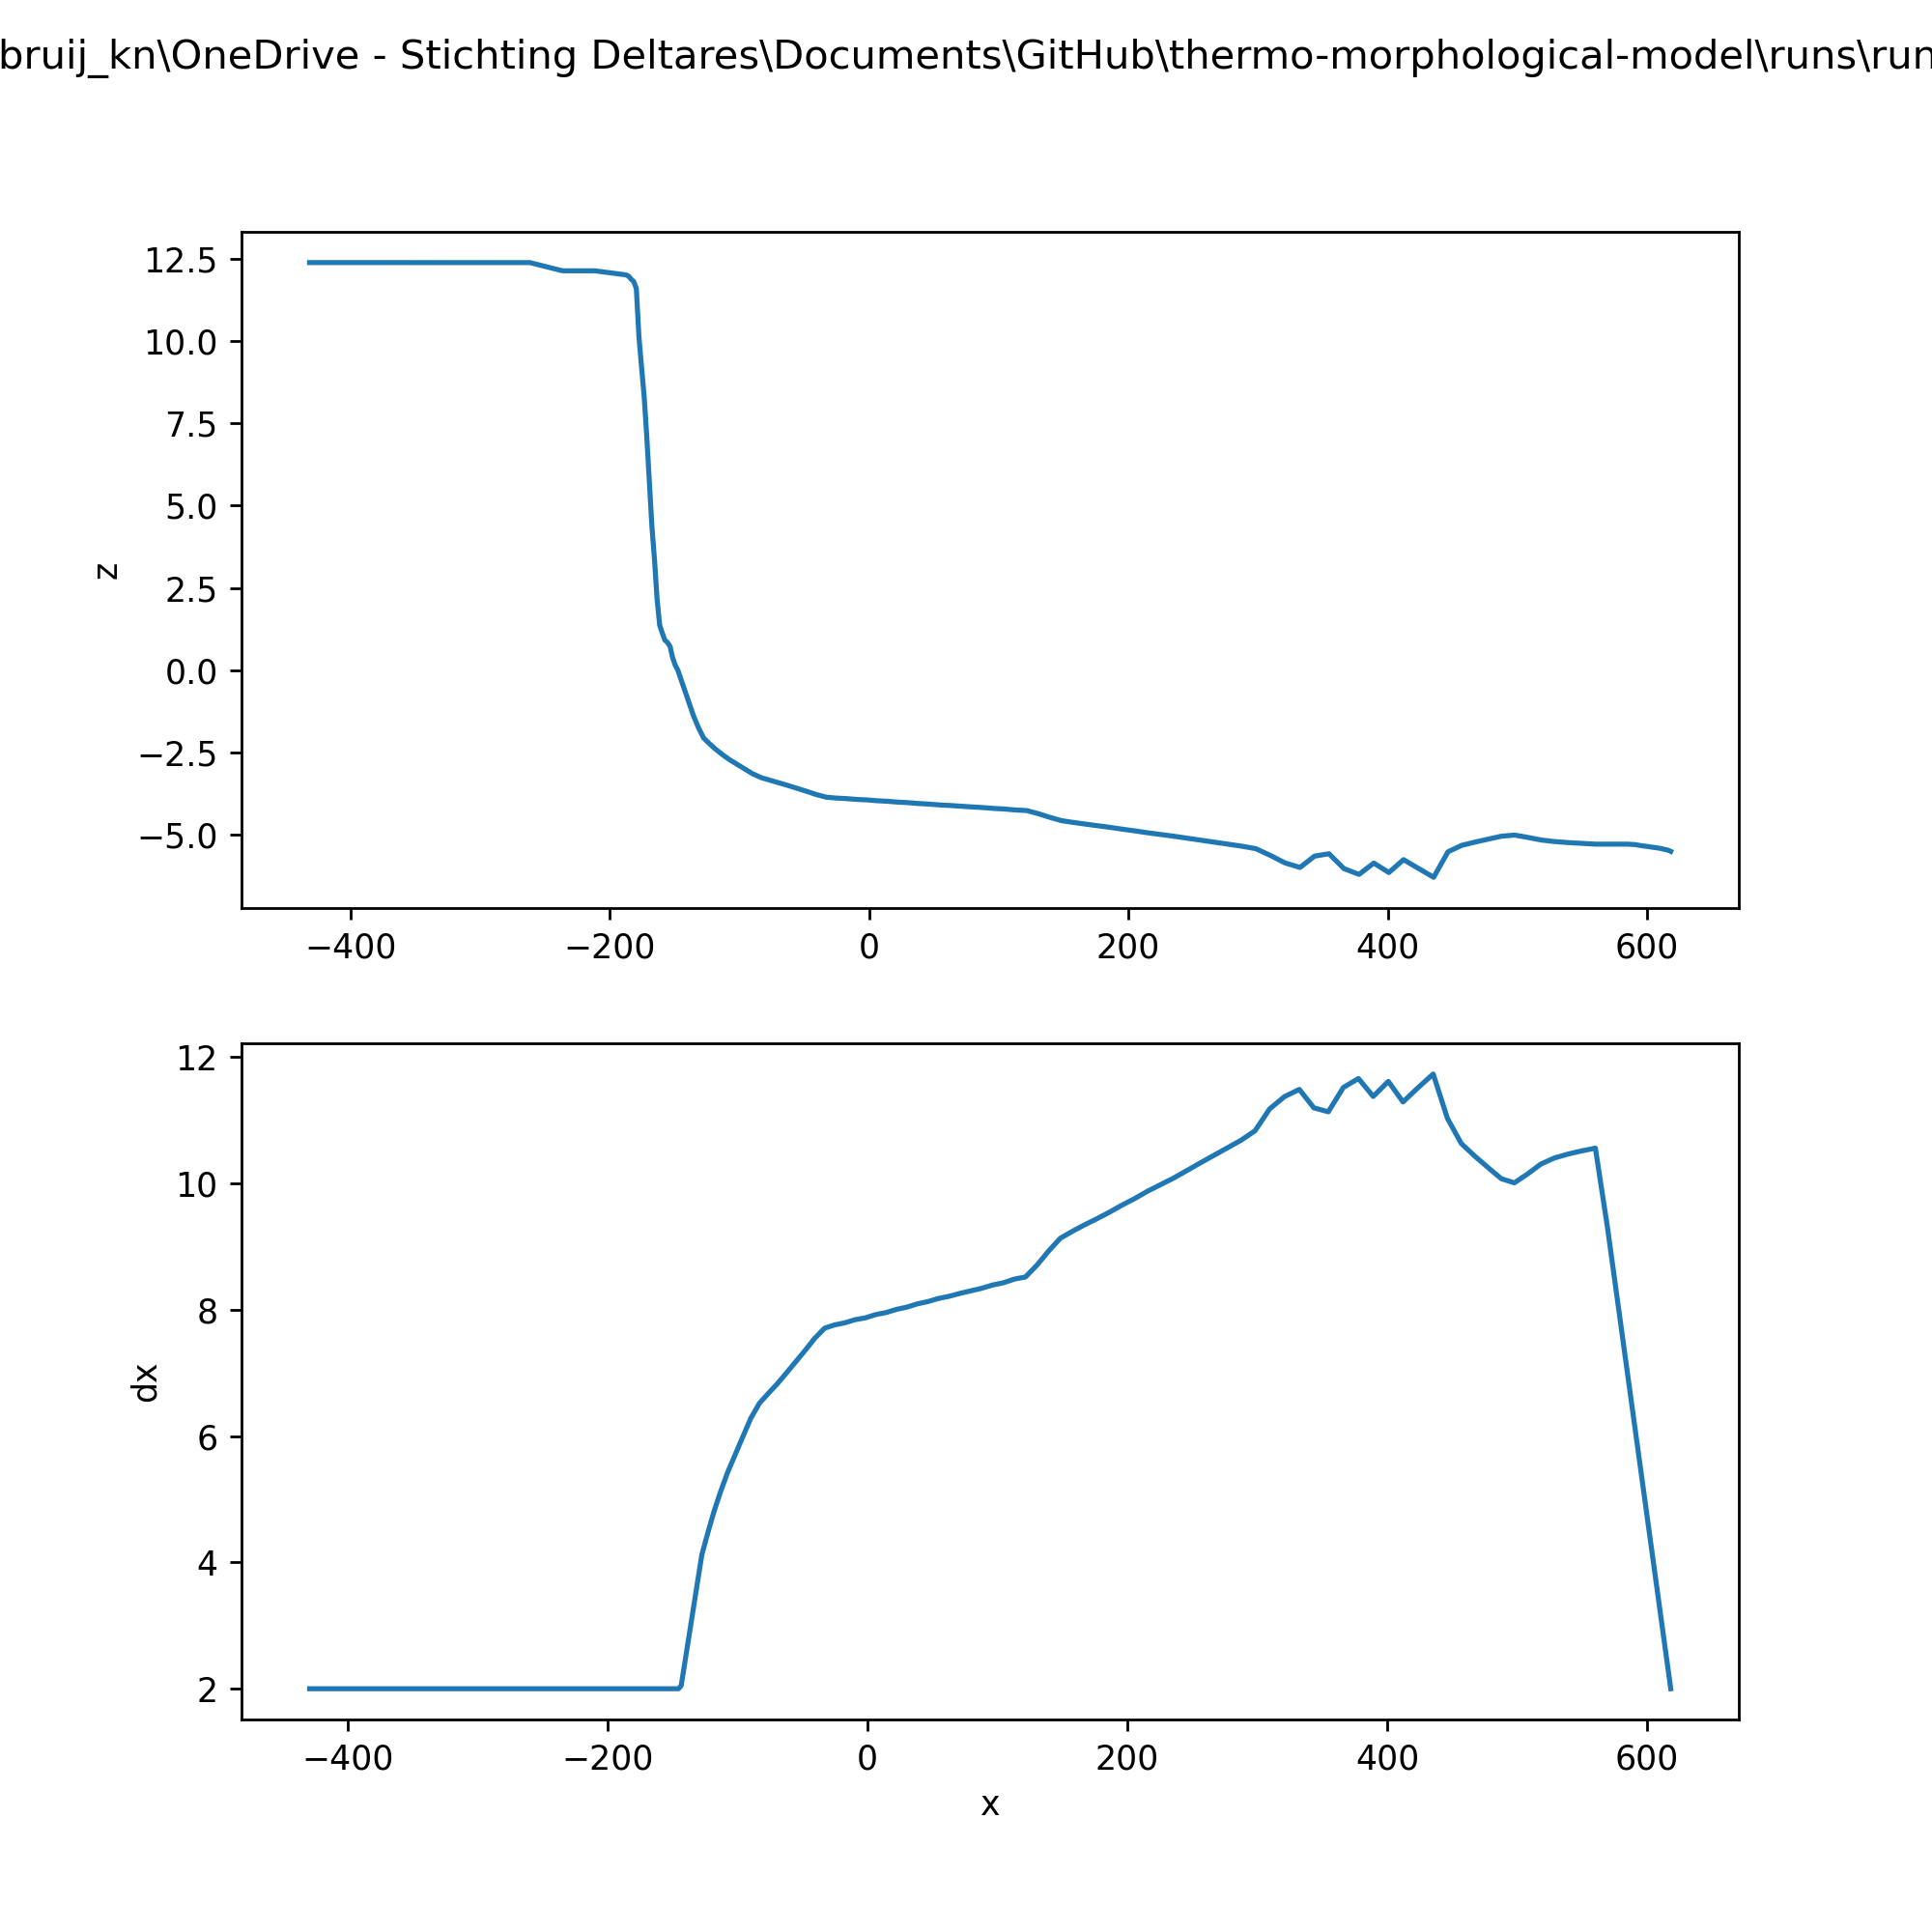 bruij_kn\OneDrive - Stichting Deltares\Documents\GitHub\thermo-morphological-model\runs\run
12.5
10.0
7.5
5.0
2.5
0.0
−2.5
−5.0
z
−400 −200 0 200 400 600
12
10
8
6
4
2
dx
−400 −200 0 200 400 600
x